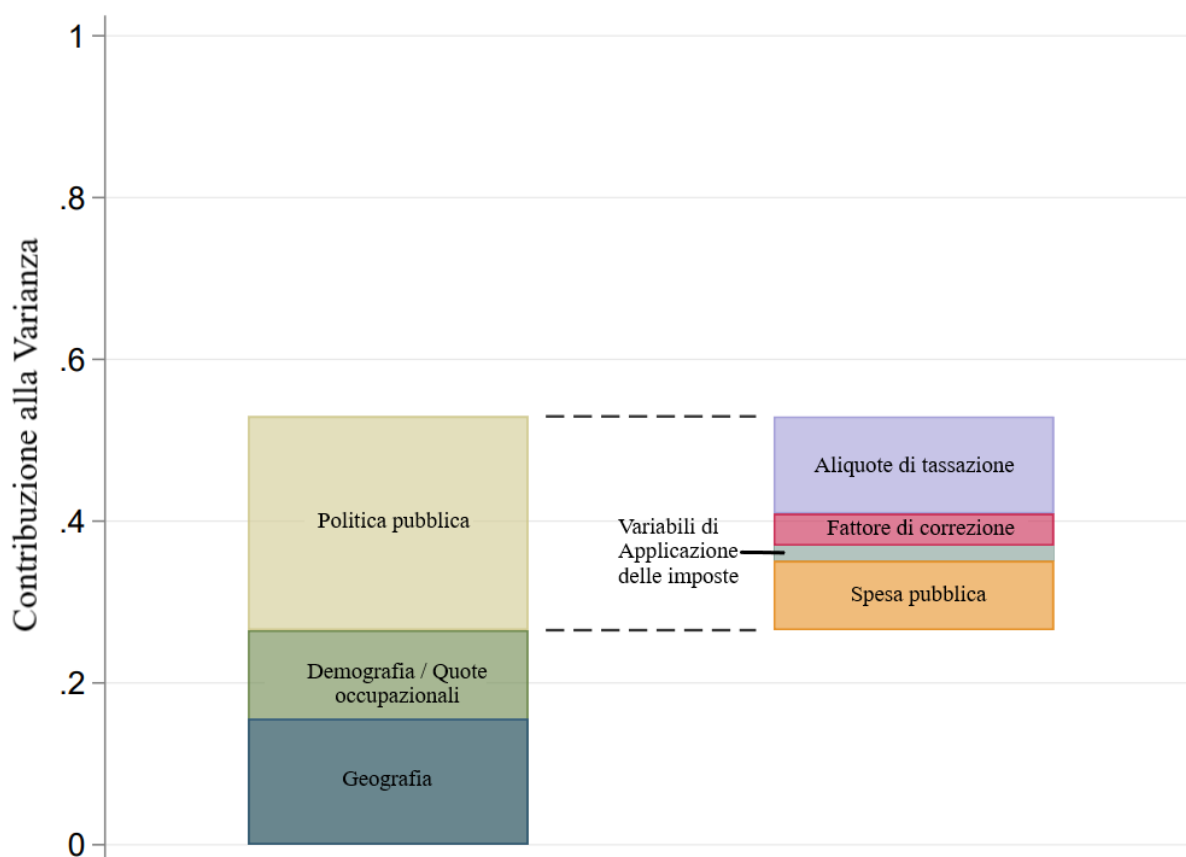 Contribuzione alla Varianza
1
.8
.6
.4
.2
0
Politica pubblica
Demografia / Quote
occupazionali
Geografia
Variabili di
Applicazione
delle imposte
Aliquote di tassazione
Fattore di correzione
Spesa pubblica